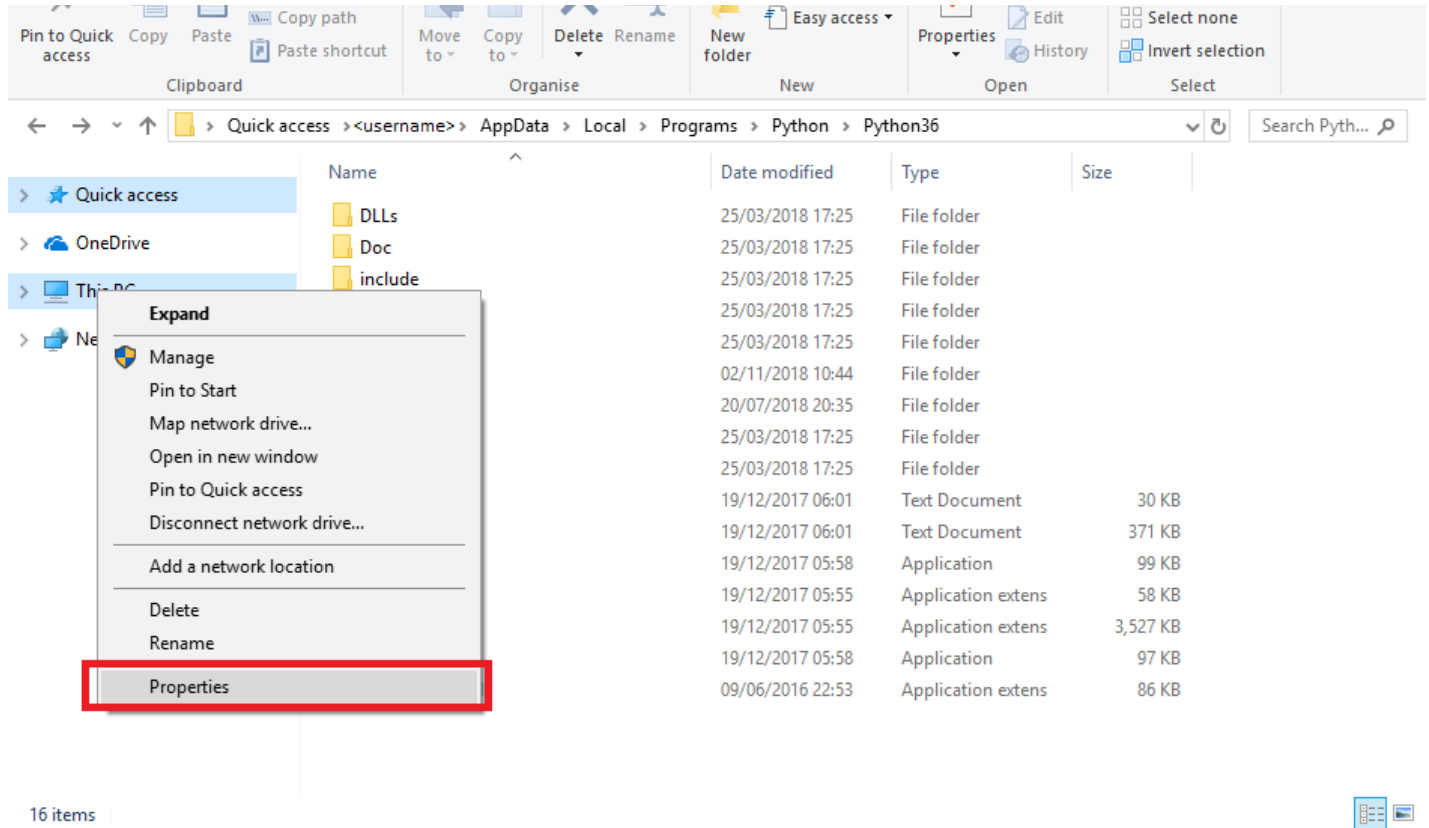 Copy path
Easy access
Edit
Select none
Pin to Quick access
Copy
Paste
Paste shortcut
Move to
Copy to
Delete
Rename
New folder
Properties
History
Invert selection
Clipboard
Organise
New
Open
Select
Quick access ><username>> AppData > Local > Programs > Python > Python36
Search Pyth...
Name
Date modified
Type
Size
Quick access
OneDrive
DLLs 25/03/2018 17:25 File folder
Doc 25/03/2018 17:25 File folder
include 25/03/2018 17:25 File folder
25/03/2018 17:25 File folder
25/03/2018 17:25 File folder
02/11/2018 10:44 File folder
20/07/2018 20:35 File folder
25/03/2018 17:25 File folder
25/03/2018 17:25 File folder
19/12/2017 06:01 Text Document 30 KB
19/12/2017 06:01 Text Document 371 KB
19/12/2017 05:58 Application 99 KB
19/12/2017 05:55 Application extens 58 KB
19/12/2017 05:55 Application extens 3,527 KB
19/12/2017 05:58 Application 97 KB
09/06/2016 22:53 Application extens 86 KB
This PC
Ne
Expand
Manage
Pin to Start
Map network drive...
Open in new window
Pin to Quick access
Disconnect network drive...
Add a network location
Delete
Rename
Properties
16 items